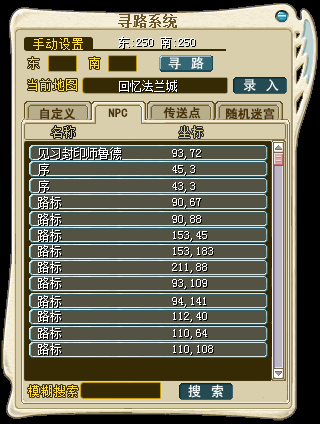 寻路系统
手动设置 东:250 南:250
东 南 寻路
当前地图 回忆法兰城 录入
自定义 NPC 传送点 随机迷宫
名称 坐标
见习封印师鲁德 93,72
序 45,3
序 43,3
路标 90,67
路标 90,88
路标 153,45
路标 153,183
路标 211,88
路标 93,109
路标 94,141
路标 112,40
路标 110,64
路标 110,108
模糊搜索 搜索